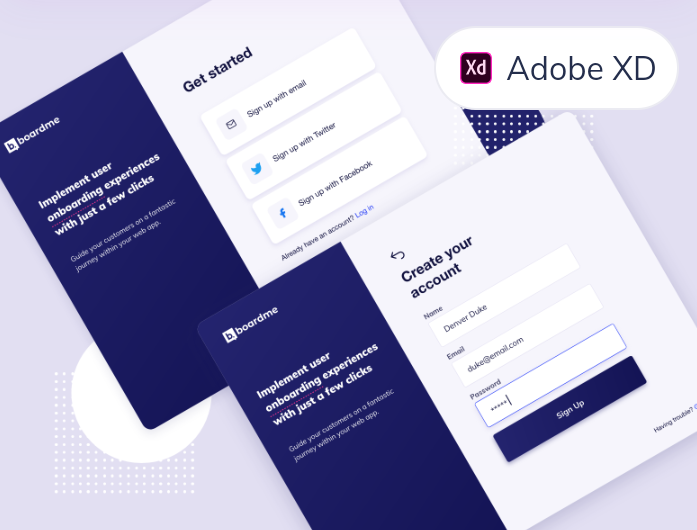 Xd Adobe XD
boardme
Implement user
onboarding experiences
with just a few clicks
Guide your customers on a fantastic
journey within your web app.
Get started
Sign up with email
Sign up with Twitter
Sign up with Facebook
Already have an account? Log in
boardme
Implement user
onboarding experiences
with just a few clicks
Guide your customers on a fantastic
journey within your web app.
Create your
account
Name
Denver Duke
Email
duke@email.com
Password
•••••
Sign Up
Having trouble?